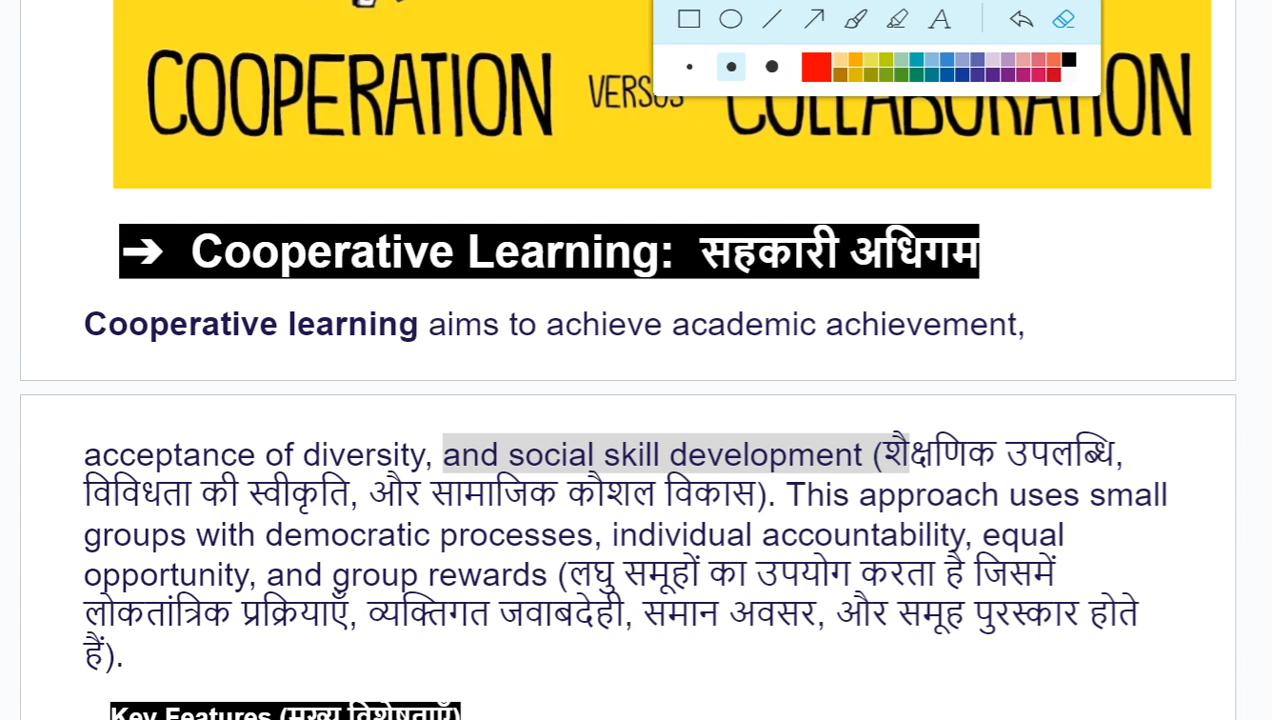 COOPERATION VERSUS COLLABORATION
➔ Cooperative Learning: सहकारी अधिगम
Cooperative learning aims to achieve academic achievement,
acceptance of diversity, and social skill development (शैक्षणिक उपलब्धि,
विविधता की स्वीकृति, और सामाजिक कौशल विकास). This approach uses small
groups with democratic processes, individual accountability, equal
opportunity, and group rewards (लघु समूहों का उपयोग करता है जिसमें
लोकतांत्रिक प्रक्रियाएँ, व्यक्तिगत जवाबदेही, समान अवसर, और समूह पुरस्कार होते
हैं).
Key Features (मुख्य विशेषताएँ)